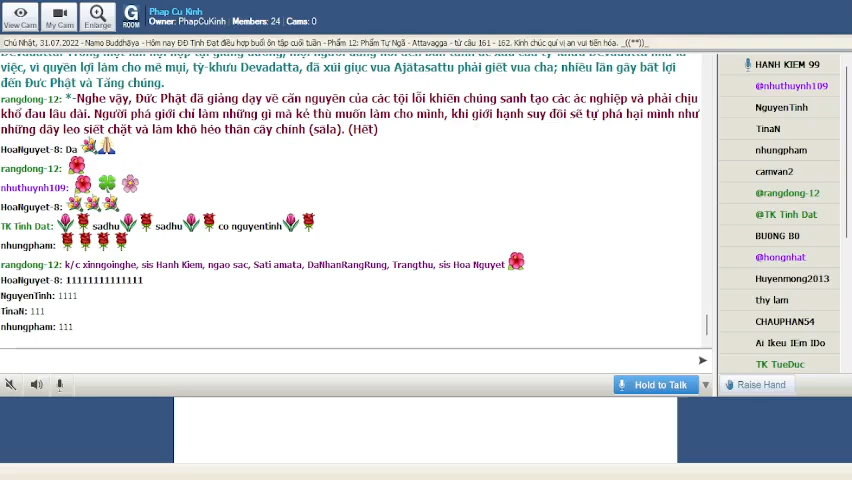 Phap Cu Kinh
Owner: PhapCuKinh | Members: 24 | Cams: 0
View Cam
My Cam
Enlarge
G
ROOM
Chủ Nhật, 31.07.2022 - Namo Buddhāya - Hôm nay ĐĐ Tịnh Đạt điều hợp buổi ôn tập cuối tuần - Phẩm 12: Phẩm Tự Ngã - Attavagga - từ câu 161 - 162. Kinh chúc quí vị an vui tiến hóa. _((**))_
việc, vì quyền lợi làm cho mê mụi, tỳ-khưu Devadatta, đã xúi giục vua Ajātasattu phải giết vua cha; nhiều lần gây bất lợi
đến Đức Phật và Tăng chúng.
rangdong-12: *-Nghe vậy, Đức Phật đã giảng dạy về căn nguyên của các tội lỗi khiến chúng sanh tạo các ác nghiệp và phải chịu
khổ đau lâu dài. Người phá giới chỉ làm những gì mà kẻ thù muốn làm cho mình, khi giới hạnh suy đồi sẽ tự phá hại mình như
những dây leo siết chặt và làm khô héo thân cây chính (sāla). (Hết)
HoaNguyet-8: Da
rangdong-12:
nhuthuynh109:
HoaNguyet-8:
TK Tinh Dat: sadhu sadhu co nguyentinh
nhungpham:
rangdong-12: k/c xinngoinghe, sis Hanh Kiem, ngao sac, Sati amata, DaNhanRangRung, Trangthu, sis Hoa Nguyet
HoaNguyet-8: 11111111111111
NguyenTinh: 1111
TinaN: 111
nhungpham: 111
Hold to Talk
HANH KIEM 99
@nhuthuynh109
NguyenTinh
TinaN
nhungpham
camvan2
@rangdong-12
@TK Tinh Dat
BU0NG B0
@hongnhat
Huyenmong2013
thy lam
CHAUPHAN54
Ai Ikeu IEm IDo
TK TueDuc
Raise Hand